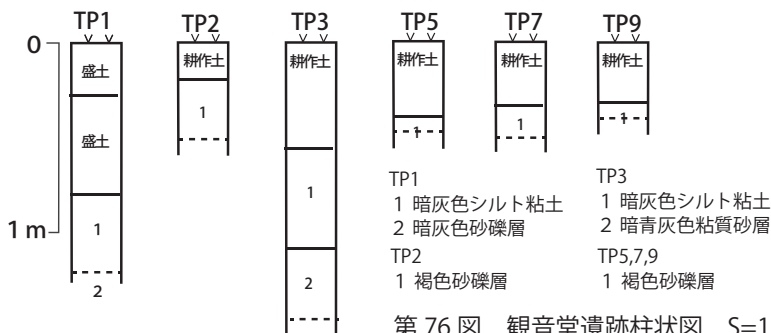 TP1 TP2 TP3 TP5 TP7 TP9
0
盛土 耕作土 耕作土 耕作土 耕作土 耕作土
1
盛土
1 1 1
1
1 m
1
2
2
TP1
1 暗灰色シルト粘土
2 暗灰色砂礫層
TP2
1 褐色砂礫層
TP3
1 暗灰色シルト粘土
2 暗青灰色粘質砂層
TP5,7,9
1 褐色砂礫層
第 76 図　観音堂遺跡柱状図　S=1